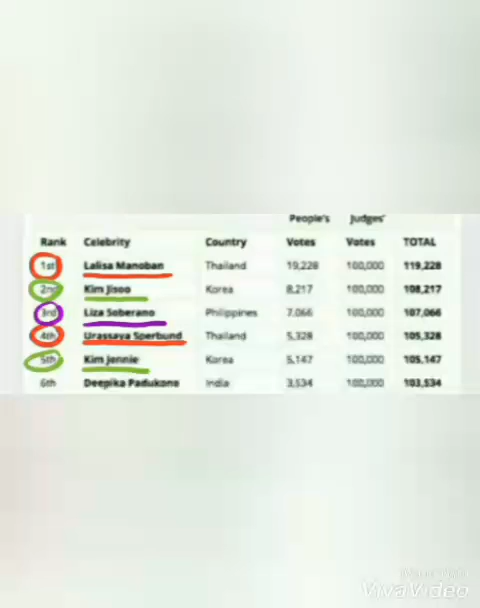 People's Judges'
Rank Celebrity Country Votes Votes TOTAL
1st Lalisa Manoban Thailand 19,228 100,000 119,228
2nd Kim Jisoo Korea 8,217 100,000 108,217
3rd Liza Soberano Philippines 7,066 100,000 107,066
4th Urassaya Sperbund Thailand 5,328 100,000 105,328
5th Kim Jennie Korea 5,147 100,000 105,147
6th Deepika Padukone India 3,534 100,000 103,534
VivaVideo